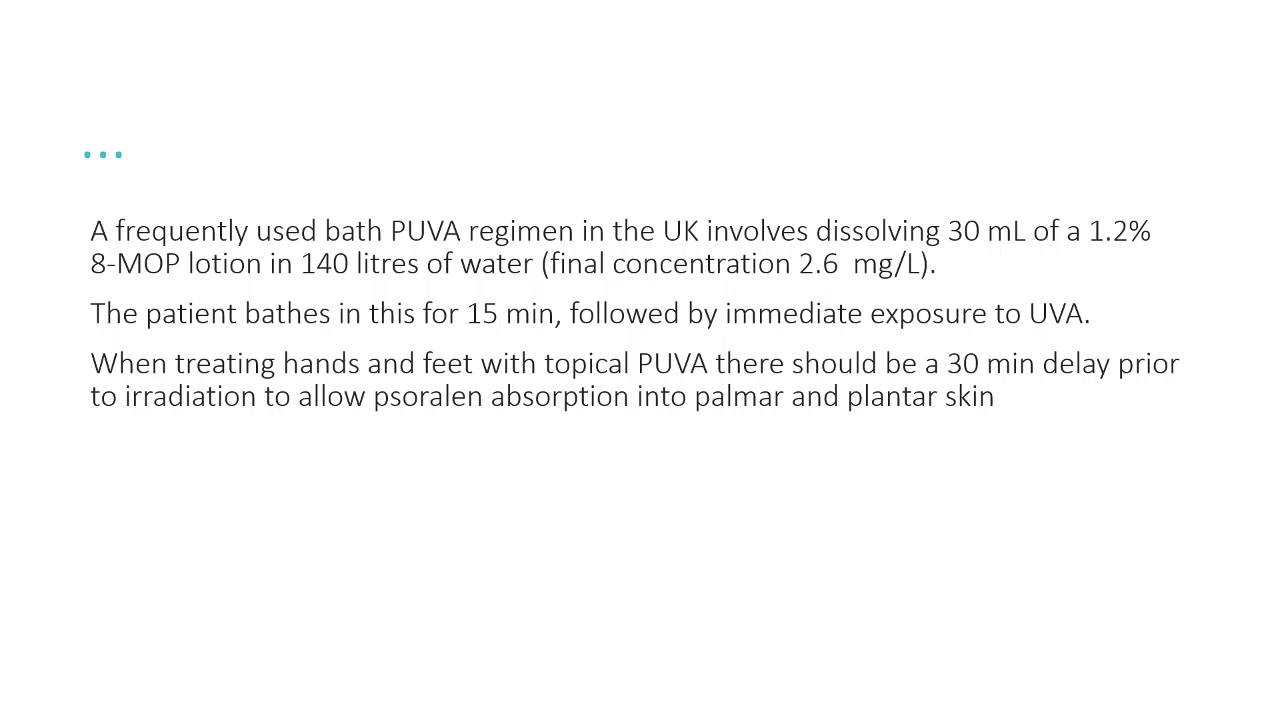 ...
A frequently used bath PUVA regimen in the UK involves dissolving 30 mL of a 1.2%
8-MOP lotion in 140 litres of water (final concentration 2.6  mg/L).
The patient bathes in this for 15 min, followed by immediate exposure to UVA.
When treating hands and feet with topical PUVA there should be a 30 min delay prior
to irradiation to allow psoralen absorption into palmar and plantar skin